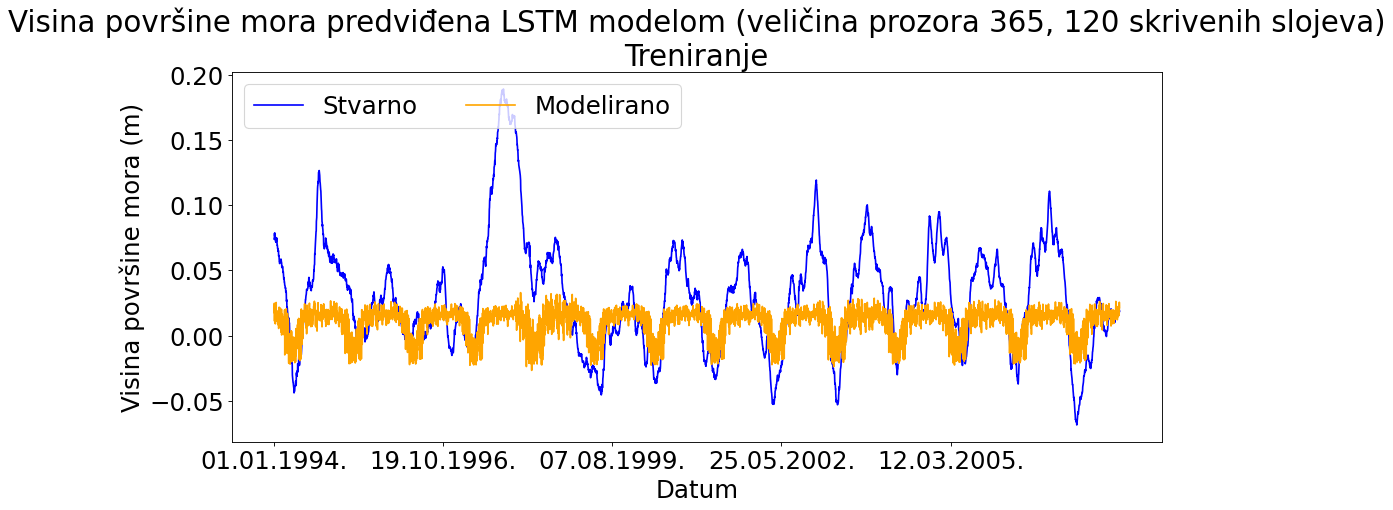 Visina površine mora predviđena LSTM modelom (veličina prozora 365, 120 skrivenih slojeva)
Treniranje
Stvarno Modelirano
Visina površine mora (m)
0.20
0.15
0.10
0.05
0.00
−0.05
01.01.1994. 19.10.1996. 07.08.1999. 25.05.2002. 12.03.2005.
Datum